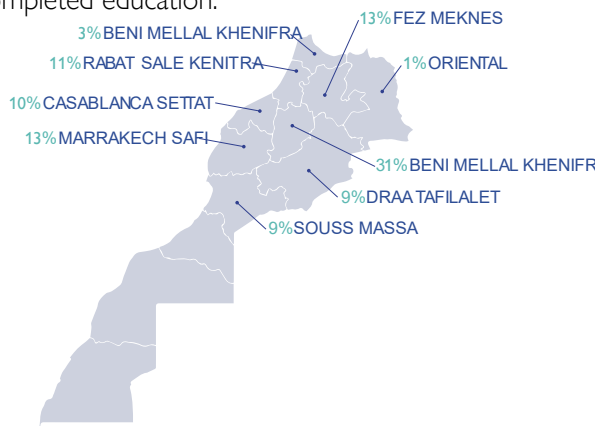 ompleted education.
13% FEZ MEKNES
3% BENI MELLAL KHENIFRA
11% RABAT SALE KENITRA
1% ORIENTAL
10% CASABLANCA SETTAT
13% MARRAKECH SAFI
31% BENI MELLAL KHENIFR
9% DRAA TAFILALET
9% SOUSS MASSA